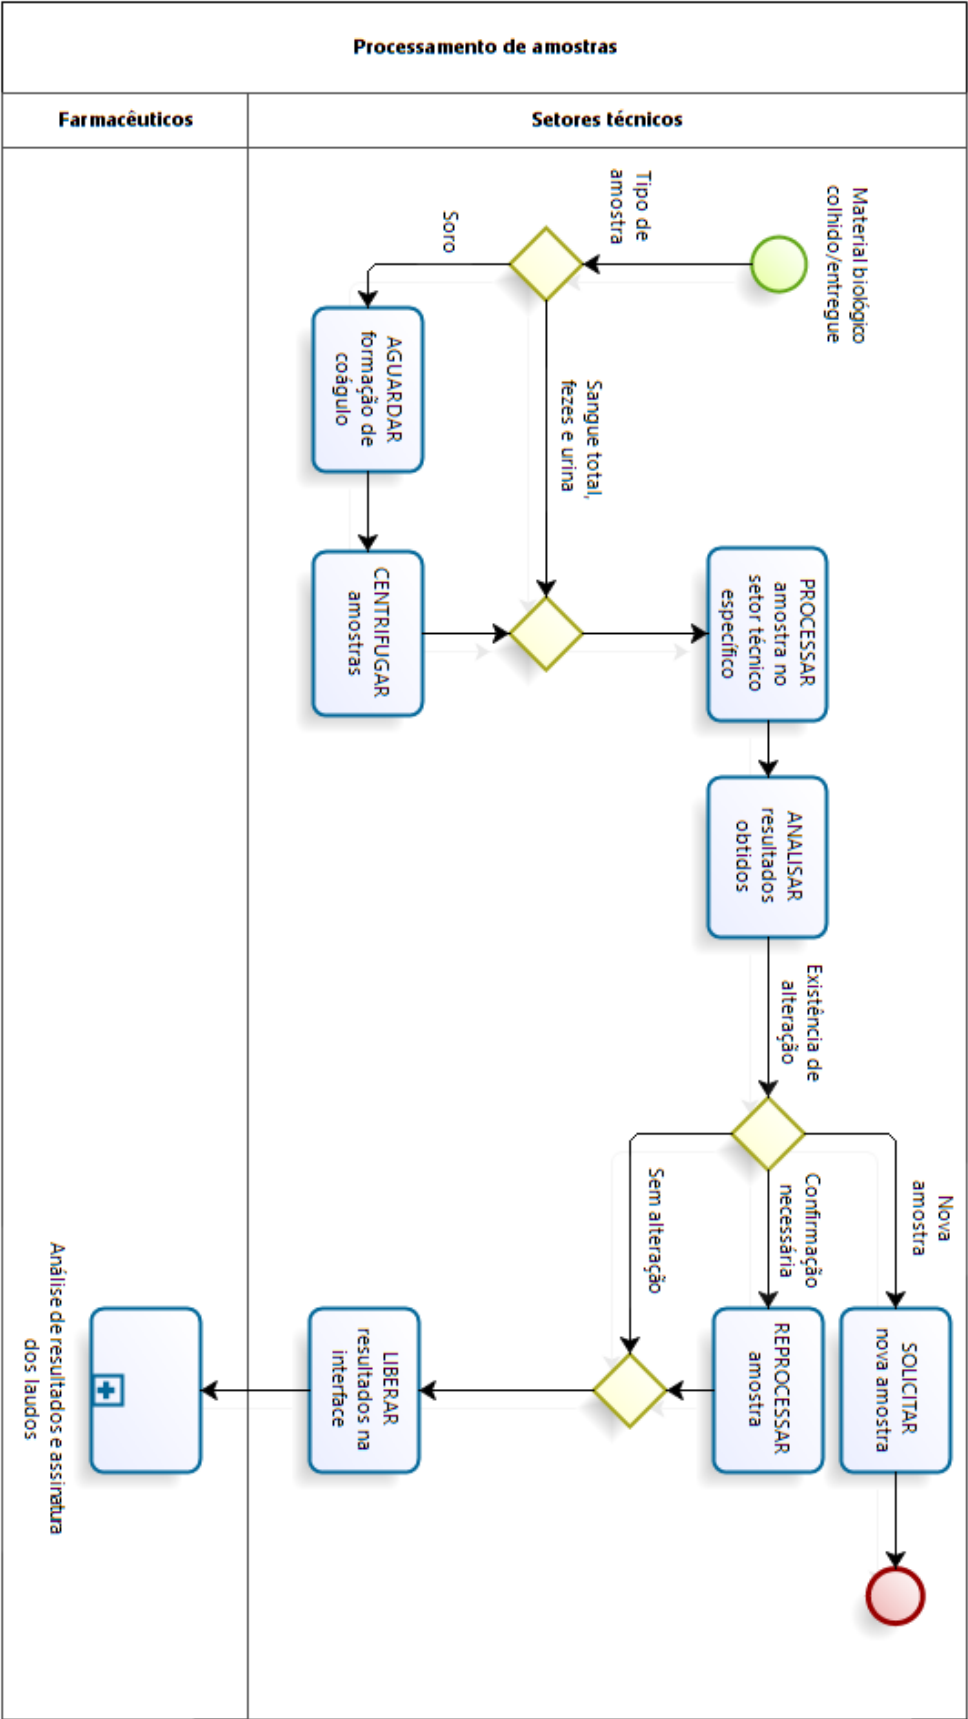 Processamento de amostras
Farmacêuticos
Setores técnicos
Material biológico
colhido/entregue
Tipo de
amostra
Soro
Sangue total,
fezes e urina
AGUARDAR
formação de
coágulo
CENTRIFUGAR
amostras
PROCESSAR
amostra no
setor técnico
específico
ANALISAR
resultados
obtidos
Existência de
alteração
Nova
amostra
Confirmação
necessária
Sem alteração
SOLICITAR
nova amostra
REPROCESSAR
amostra
LIBERAR
resultados na
interface
Análise de resultados e assinatura
dos laudos